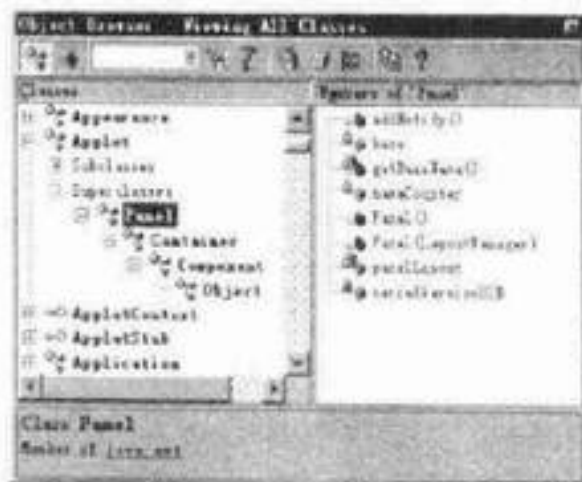 Object Browser - Viewing All Classes
Classes
Appearance
Applet
Subclasses
Superclasses
Panel
Container
Component
Object
AppletContext
AppletStub
Application
Members of 'Panel'
addNotify()
base
getBaseName()
nameCounter
Panel()
Panel(LayoutManager)
panelLayout
serialVersionUID
Class Panel
Member of java.awt